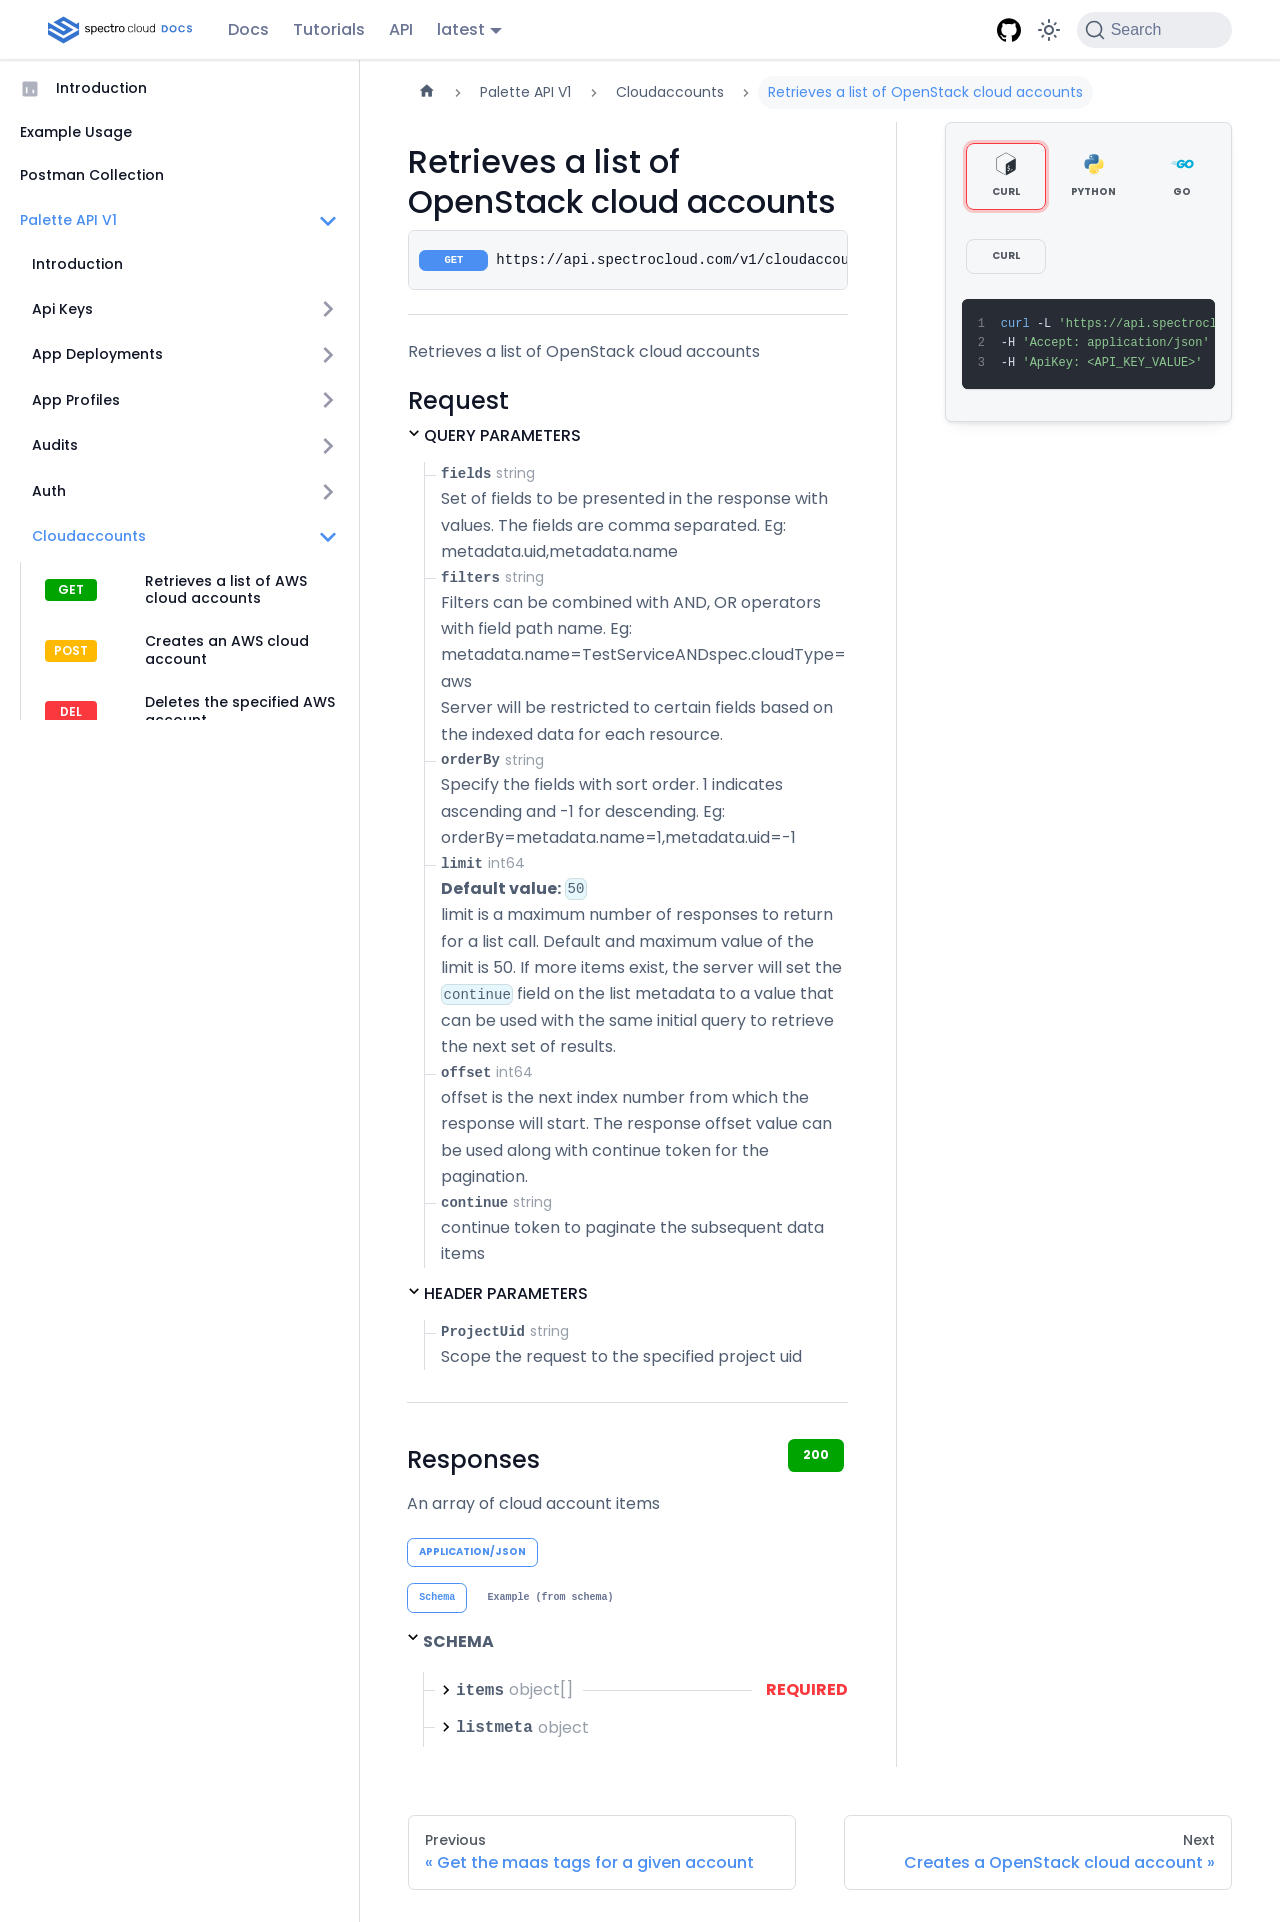 spectro cloud DOCS
Docs
Tutorials
API
latest
Search
Introduction
Example Usage
Postman Collection
Palette API V1
Introduction
Api Keys
App Deployments
App Profiles
Audits
Auth
Cloudaccounts
GET
Retrieves a list of AWS
cloud accounts
POST
Creates an AWS cloud
account
DEL
Deletes the specified AWS
account
Palette API V1
Cloudaccounts
Retrieves a list of OpenStack cloud accounts
Retrieves a list of
OpenStack cloud accounts
GET https://api.spectrocloud.com/v1/cloudaccou
Retrieves a list of OpenStack cloud accounts
Request
QUERY PARAMETERS
fields string
Set of fields to be presented in the response with
values. The fields are comma separated. Eg:
metadata.uid,metadata.name
filters string
Filters can be combined with AND, OR operators
with field path name. Eg:
metadata.name=TestServiceANDspec.cloudType=
aws
Server will be restricted to certain fields based on
the indexed data for each resource.
orderBy string
Specify the fields with sort order. 1 indicates
ascending and -1 for descending. Eg:
orderBy=metadata.name=1,metadata.uid=-1
limit int64
Default value: 50
limit is a maximum number of responses to return
for a list call. Default and maximum value of the
limit is 50. If more items exist, the server will set the
continue field on the list metadata to a value that
can be used with the same initial query to retrieve
the next set of results.
offset int64
offset is the next index number from which the
response will start. The response offset value can
be used along with continue token for the
pagination.
continue string
continue token to paginate the subsequent data
items
HEADER PARAMETERS
ProjectUid string
Scope the request to the specified project uid
Responses
200
An array of cloud account items
APPLICATION/JSON
Schema
Example (from schema)
SCHEMA
items object[] REQUIRED
listmeta object
CURL
PYTHON
GO
CURL
1 curl -L 'https://api.spectrocl
2 -H 'Accept: application/json'
3 -H 'ApiKey: <API_KEY_VALUE>'
Previous
« Get the maas tags for a given account
Next
Creates a OpenStack cloud account »